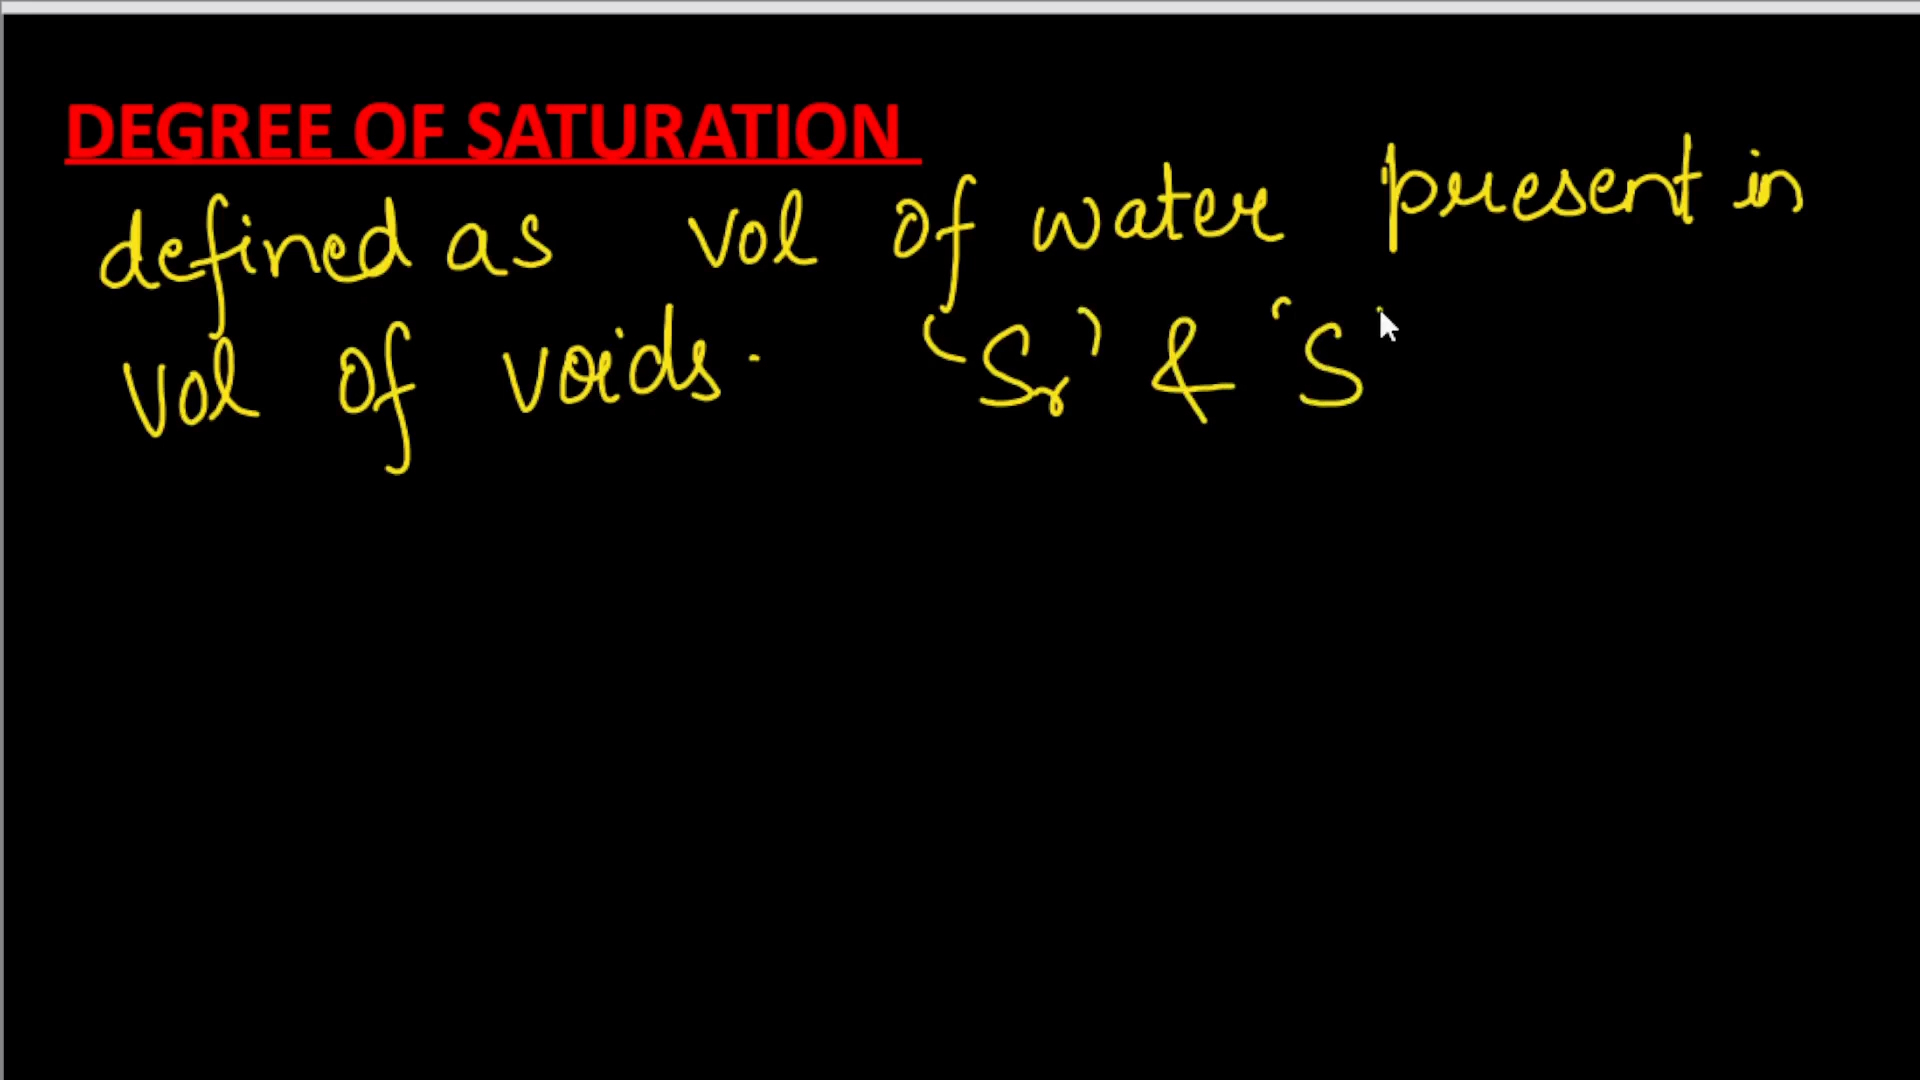 DEGREE OF SATURATION
defined as vol of water present in
vol of voids. 'Sr' & 'S